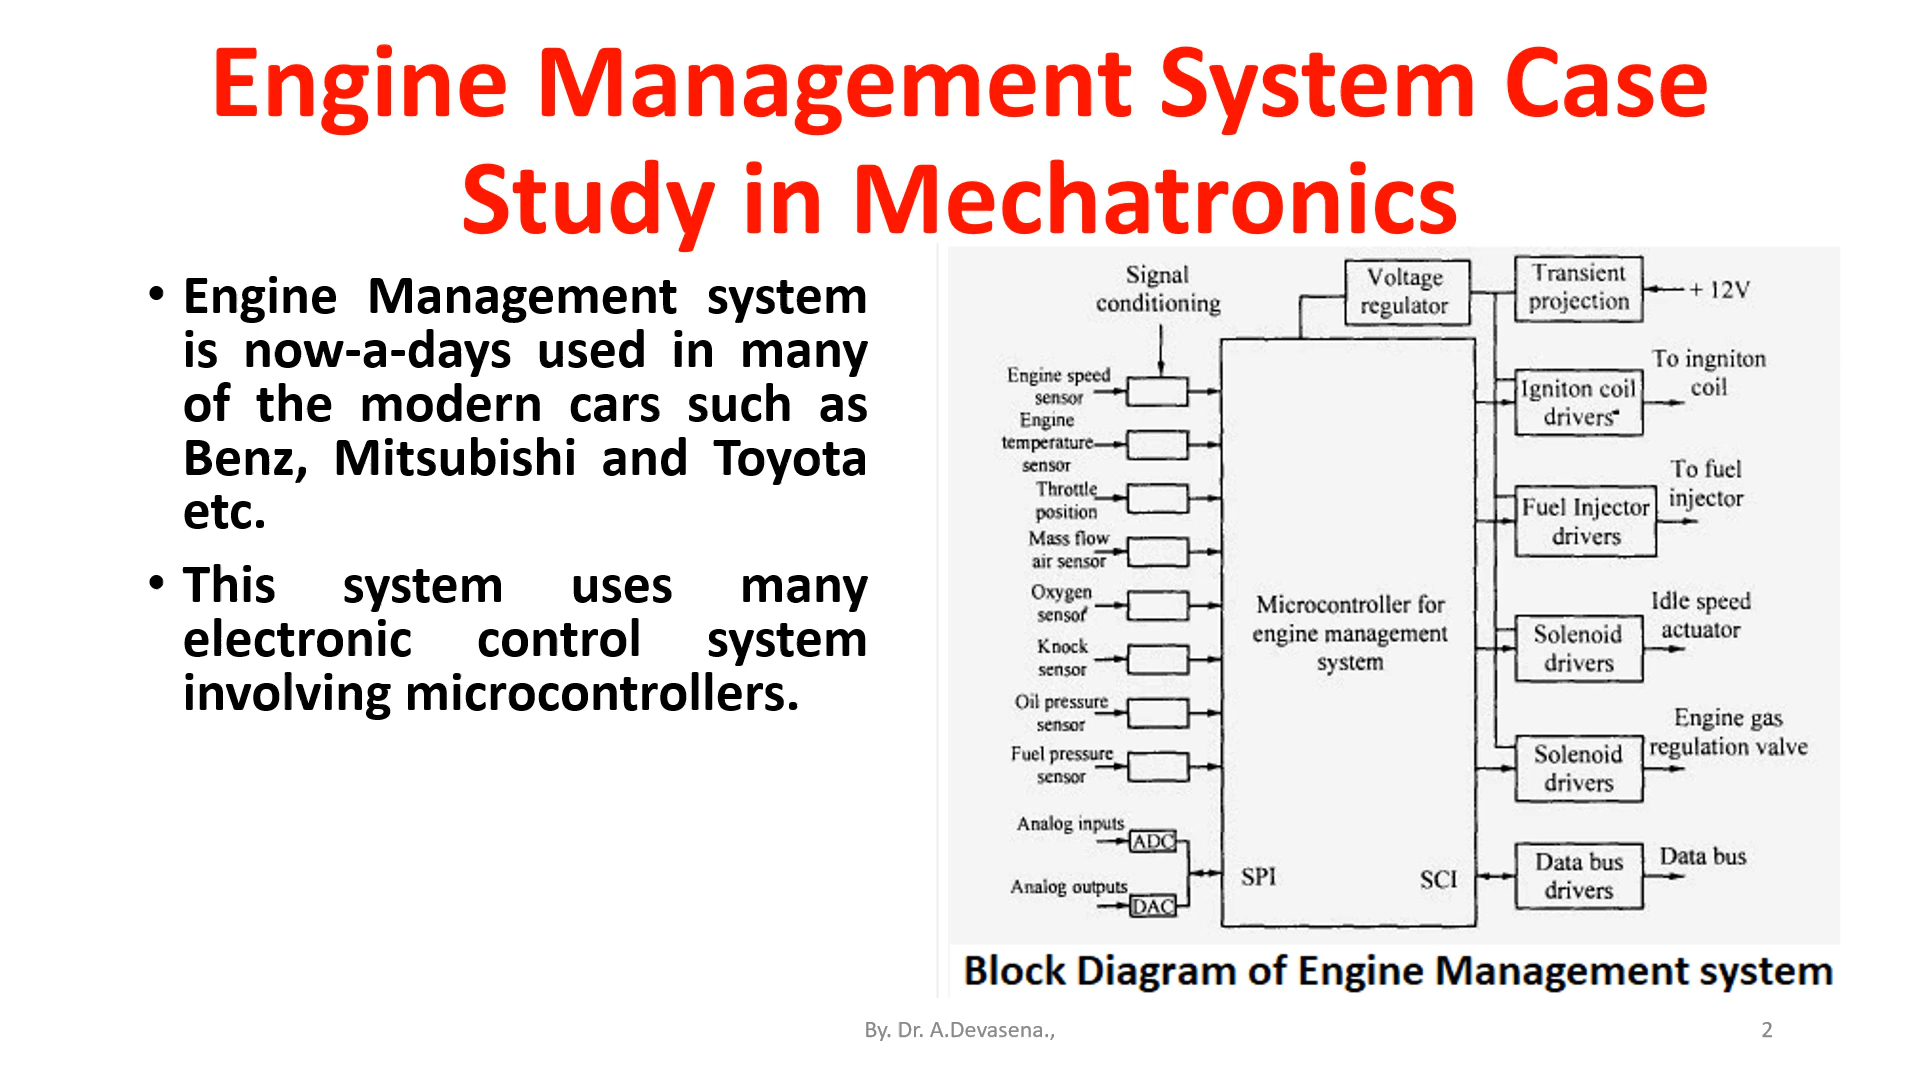 Engine Management System Case
Study in Mechatronics
• Engine Management system
is now-a-days used in many
of the modern cars such as
Benz, Mitsubishi and Toyota
etc.
• This system uses many
electronic control system
involving microcontrollers.
Signal
conditioning
Voltage
regulator
Transient
projection
+ 12V
Engine speed
sensor
Engine
temperature
sensor
Throttle
position
Mass flow
air sensor
Oxygen
sensor
Knock
sensor
Oil pressure
sensor
Fuel pressure
sensor
Analog inputs
ADC
Analog outputs
DAC
Microcontroller for
engine management
system
SPI
SCI
Igniton coil
drivers
To ingniton
coil
Fuel Injector
drivers
To fuel
injector
Solenoid
drivers
Idle speed
actuator
Solenoid
drivers
Engine gas
regulation valve
Data bus
drivers
Data bus
Block Diagram of Engine Management system
By. Dr. A.Devasena.,
2